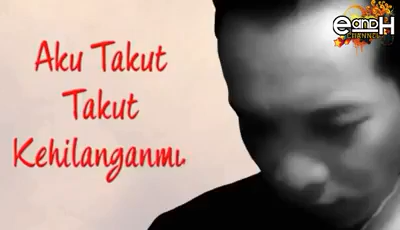 Aku Takut
Takut
Kehilanganmu.
e and H
CHANNEL